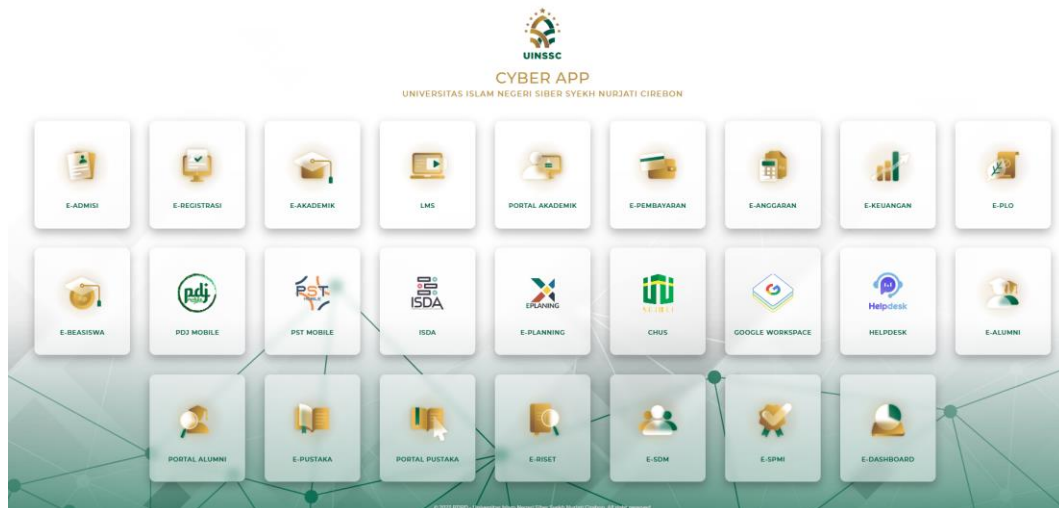 UINSSC
CYBER APP
UNIVERSITAS ISLAM NEGERI SIBER SYEKH NURJATI CIREBON
E-ADMISI
E-REGISTRASI
E-AKADEMIK
LMS
PORTAL AKADEMIK
E-PEMBAYARAN
E-ANGGARAN
E-KEUANGAN
E-PLO
pdj
PST
MOBILE
ISDA
EPLANING
Helpdesk
E-BEASISWA
PDJ MOBILE
PST MOBILE
ISDA
E-PLANNING
CHUS
GOOGLE WORKSPACE
HELPDESK
E-ALUMNI
PORTAL ALUMNI
E-PUSTAKA
PORTAL PUSTAKA
E-RISET
E-SDM
E-SPMI
E-DASHBOARD